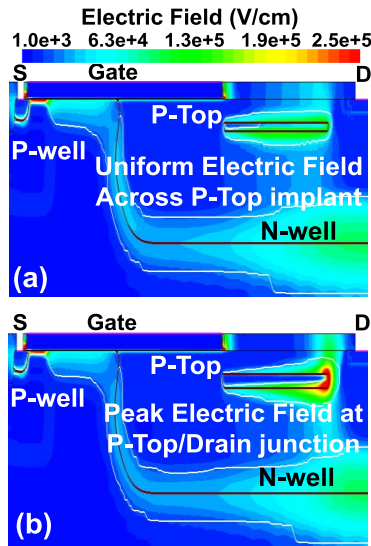 Electric Field (V/cm)
1.0e+3 6.3e+4 1.3e+5 1.9e+5 2.5e+5
S Gate D
P-Top
P-well
Uniform Electric Field
Across P-Top implant
N-well
(a)
S Gate D
P-Top
P-well
Peak Electric Field at
P-Top/Drain junction
N-well
(b)